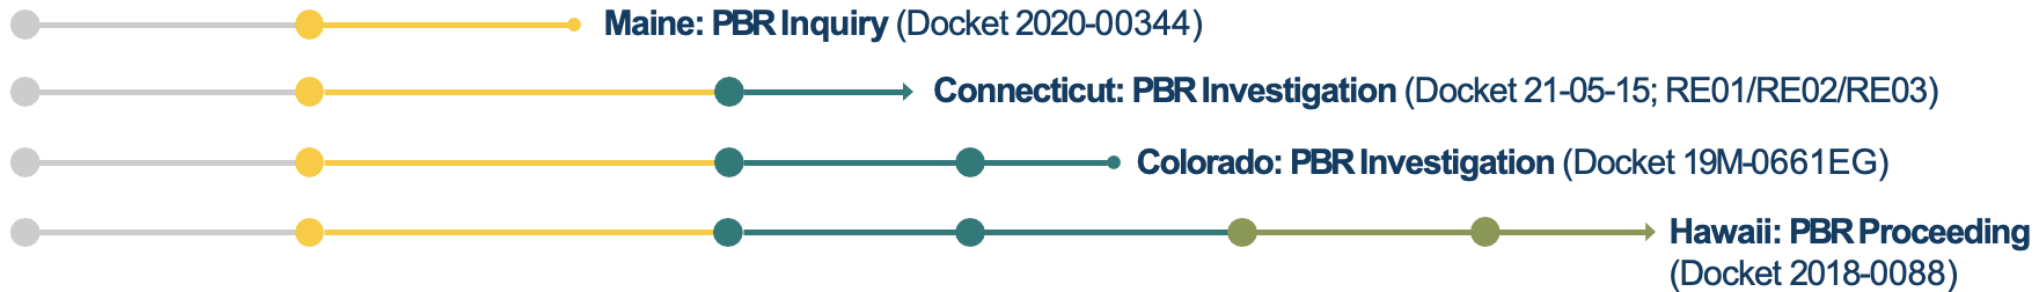 Maine: PBR Inquiry (Docket 2020-00344)
Connecticut: PBR Investigation (Docket 21-05-15; RE01/RE02/RE03)
Colorado: PBR Investigation (Docket 19M-0661EG)
Hawaii: PBR Proceeding
(Docket 2018-0088)